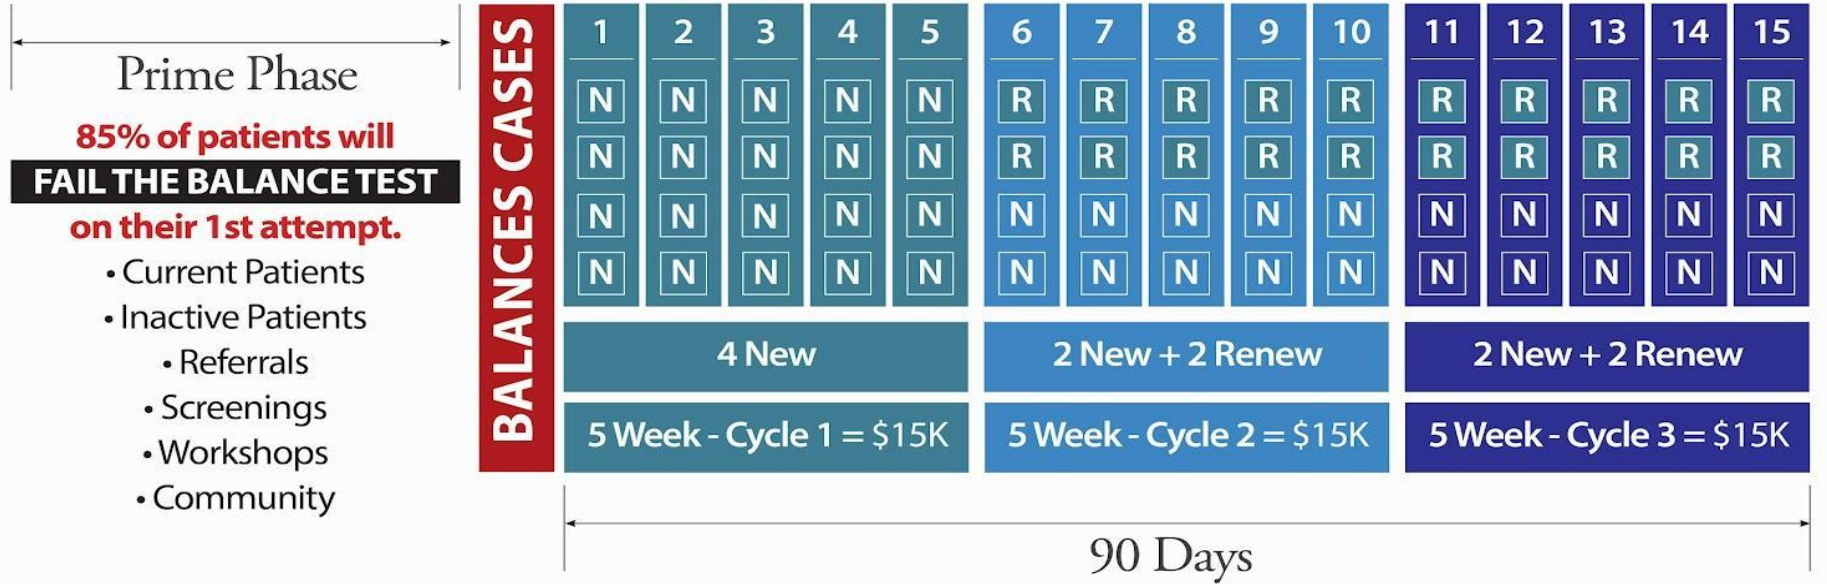 Prime Phase
85% of patients will
FAIL THE BALANCE TEST
on their 1st attempt.
• Current Patients
• Inactive Patients
• Referrals
• Screenings
• Workshops
• Community
BALANCES CASES
1 2 3 4 5 6 7 8 9 10 11 12 13 14 15
N N N N N R R R R R R R R R R
N N N N N R R R R R R R R R R
N N N N N N N N N N N N N N N
N N N N N N N N N N N N N N N
4 New 2 New + 2 Renew 2 New + 2 Renew
5 Week - Cycle 1 = $15K 5 Week - Cycle 2 = $15K 5 Week - Cycle 3 = $15K
90 Days